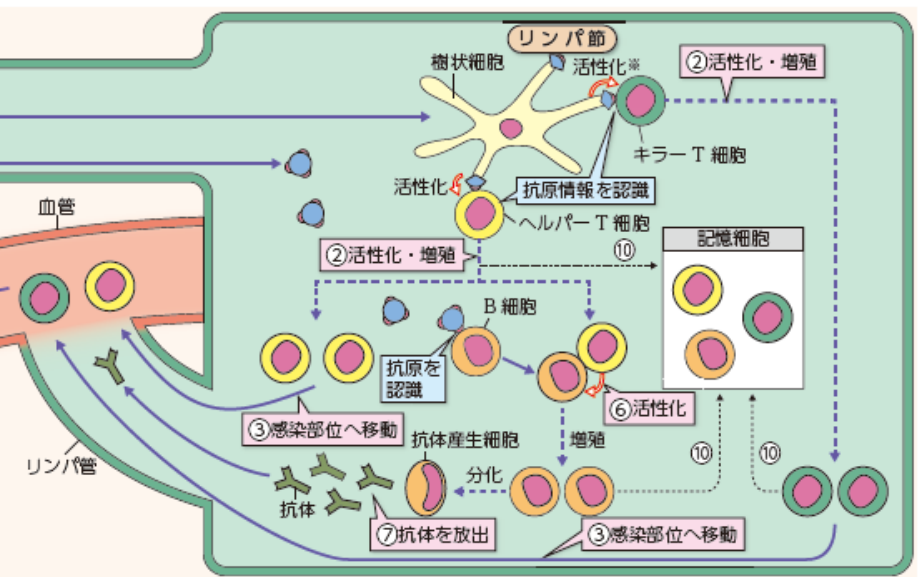 リンパ節
樹状細胞
活性化※
②活性化・増殖
キラーT細胞
活性化
抗原情報を認識
ヘルパーT細胞
血管
②活性化・増殖
⑩
記憶細胞
B細胞
抗原を
認識
⑥活性化
③感染部位へ移動
リンパ管
抗体産生細胞
増殖
⑩
⑩
分化
抗体
⑦抗体を放出
③感染部位へ移動